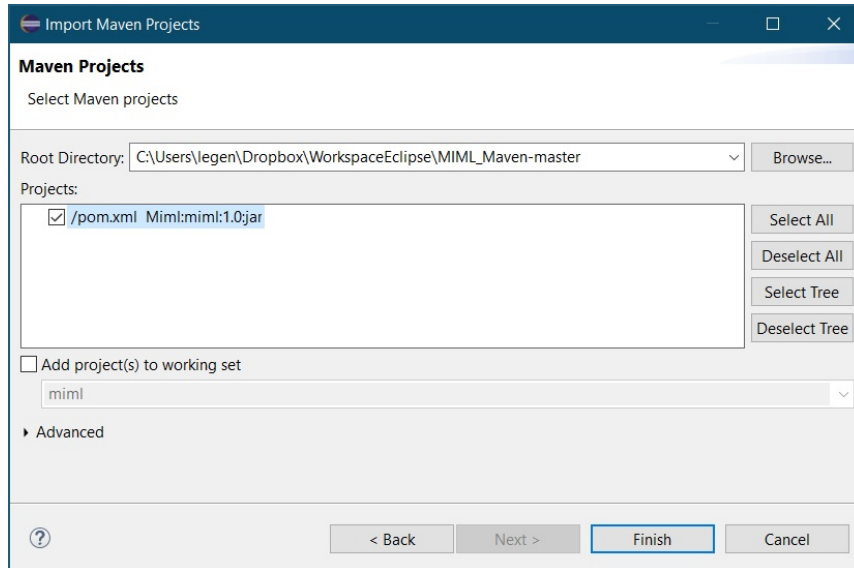 Import Maven Projects
Maven Projects
Select Maven projects
Root Directory: C:\Users\legen\Dropbox\WorkspaceEclipse\MIML_Maven-master Browse...
Projects:
/pom.xml Miml:miml:1.0:jar
Select All
Deselect All
Select Tree
Deselect Tree
Add project(s) to working set
miml
Advanced
? < Back Next > Finish Cancel